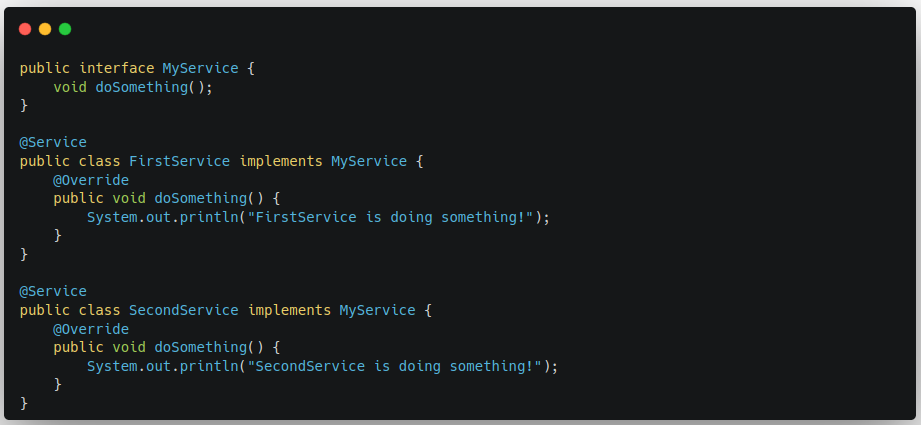 public interface MyService {
    void doSomething();
}

@Service
public class FirstService implements MyService {
    @Override
    public void doSomething() {
        System.out.println("FirstService is doing something!");
    }
}

@Service
public class SecondService implements MyService {
    @Override
    public void doSomething() {
        System.out.println("SecondService is doing something!");
    }
}